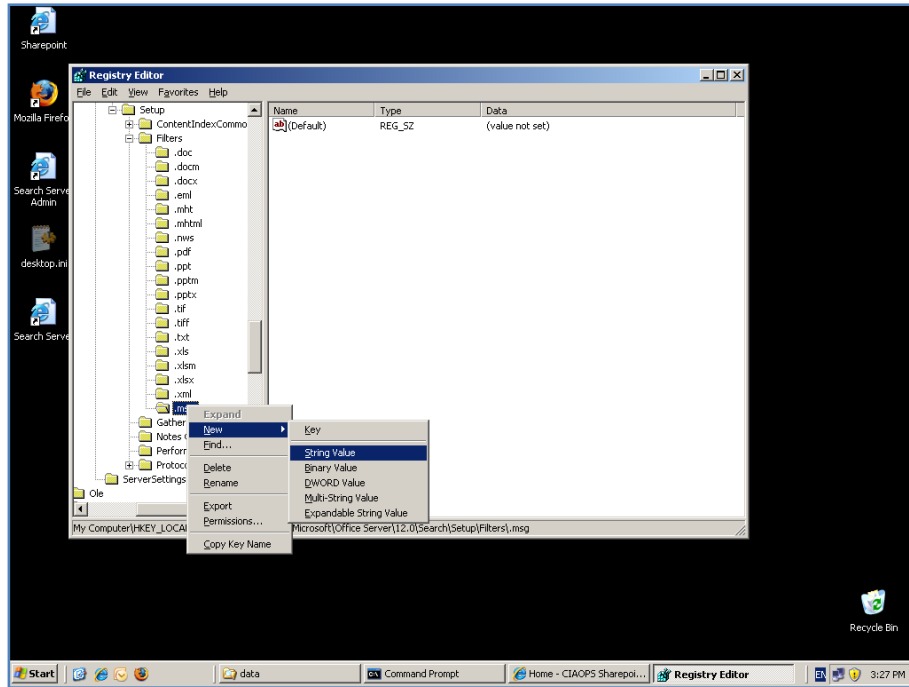 Sharepoint
Mozilla Firefo
Search Serve
Admin
desktop.ini
Search Serve
Registry Editor
File Edit View Favorites Help
Setup
ContentIndexCommo
Filters
.doc
.docm
.docx
.eml
.mht
.mhtml
.nws
.pdf
.ppt
.pptm
.pptx
.tif
.tiff
.txt
.xls
.xlsm
.xlsx
.xml
.ms
Gather
Notes
Perforr
Protoco
ServerSettings
Ole
Name Type Data
(Default) REG_SZ (value not set)
Expand
New
Find...
Delete
Rename
Export
Permissions...
Copy Key Name
Key
String Value
Binary Value
DWORD Value
Multi-String Value
Expandable String Value
My Computer\HKEY_LOCA Microsoft\Office Server\12.0\Search\Setup\Filters\.msg
Recycle Bin
Start data Command Prompt Home - CIAOPS Sharepoi... Registry Editor EN 3:27 PM